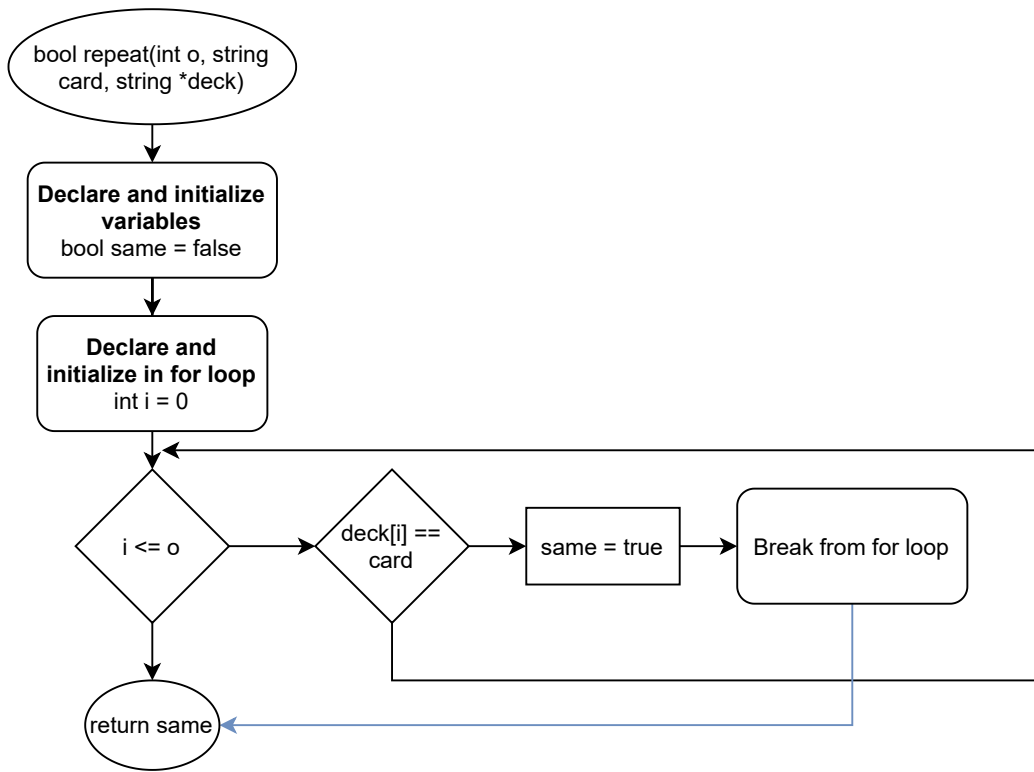 bool repeat(int o, string
card, string *deck)
Declare and initialize
variables
bool same = false
Declare and
initialize in for loop
int i = 0
i <= o
deck[i] ==
card
same = true
Break from for loop
return same